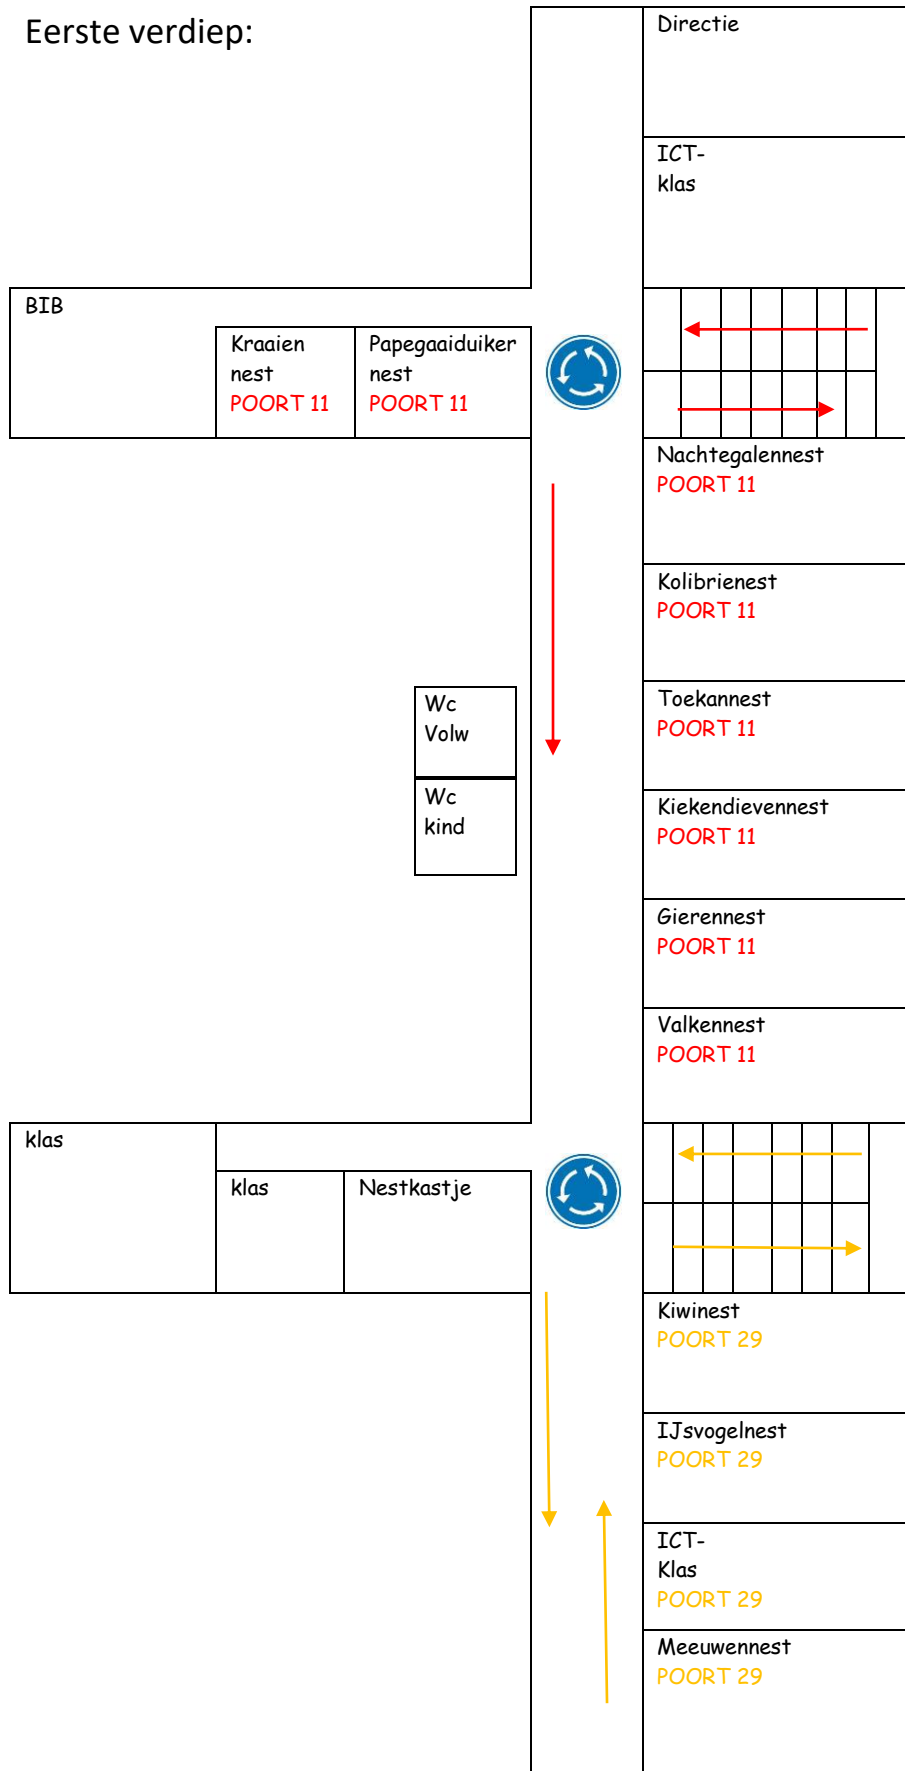 Eerste verdiep:
Directie
ICT-
klas
BIB
Kraaien
nest
POORT 11
Papegaaiduiker
nest
POORT 11
Nachtegalennest
POORT 11
Kolibrienest
POORT 11
Wc
Volw
Toekannest
POORT 11
Wc
kind
Kiekendievennest
POORT 11
Gierennest
POORT 11
Valkennest
POORT 11
klas
klas
Nestkastje
Kiwinest
POORT 29
IJsvogelnest
POORT 29
ICT-
Klas
POORT 29
Meeuwennest
POORT 29